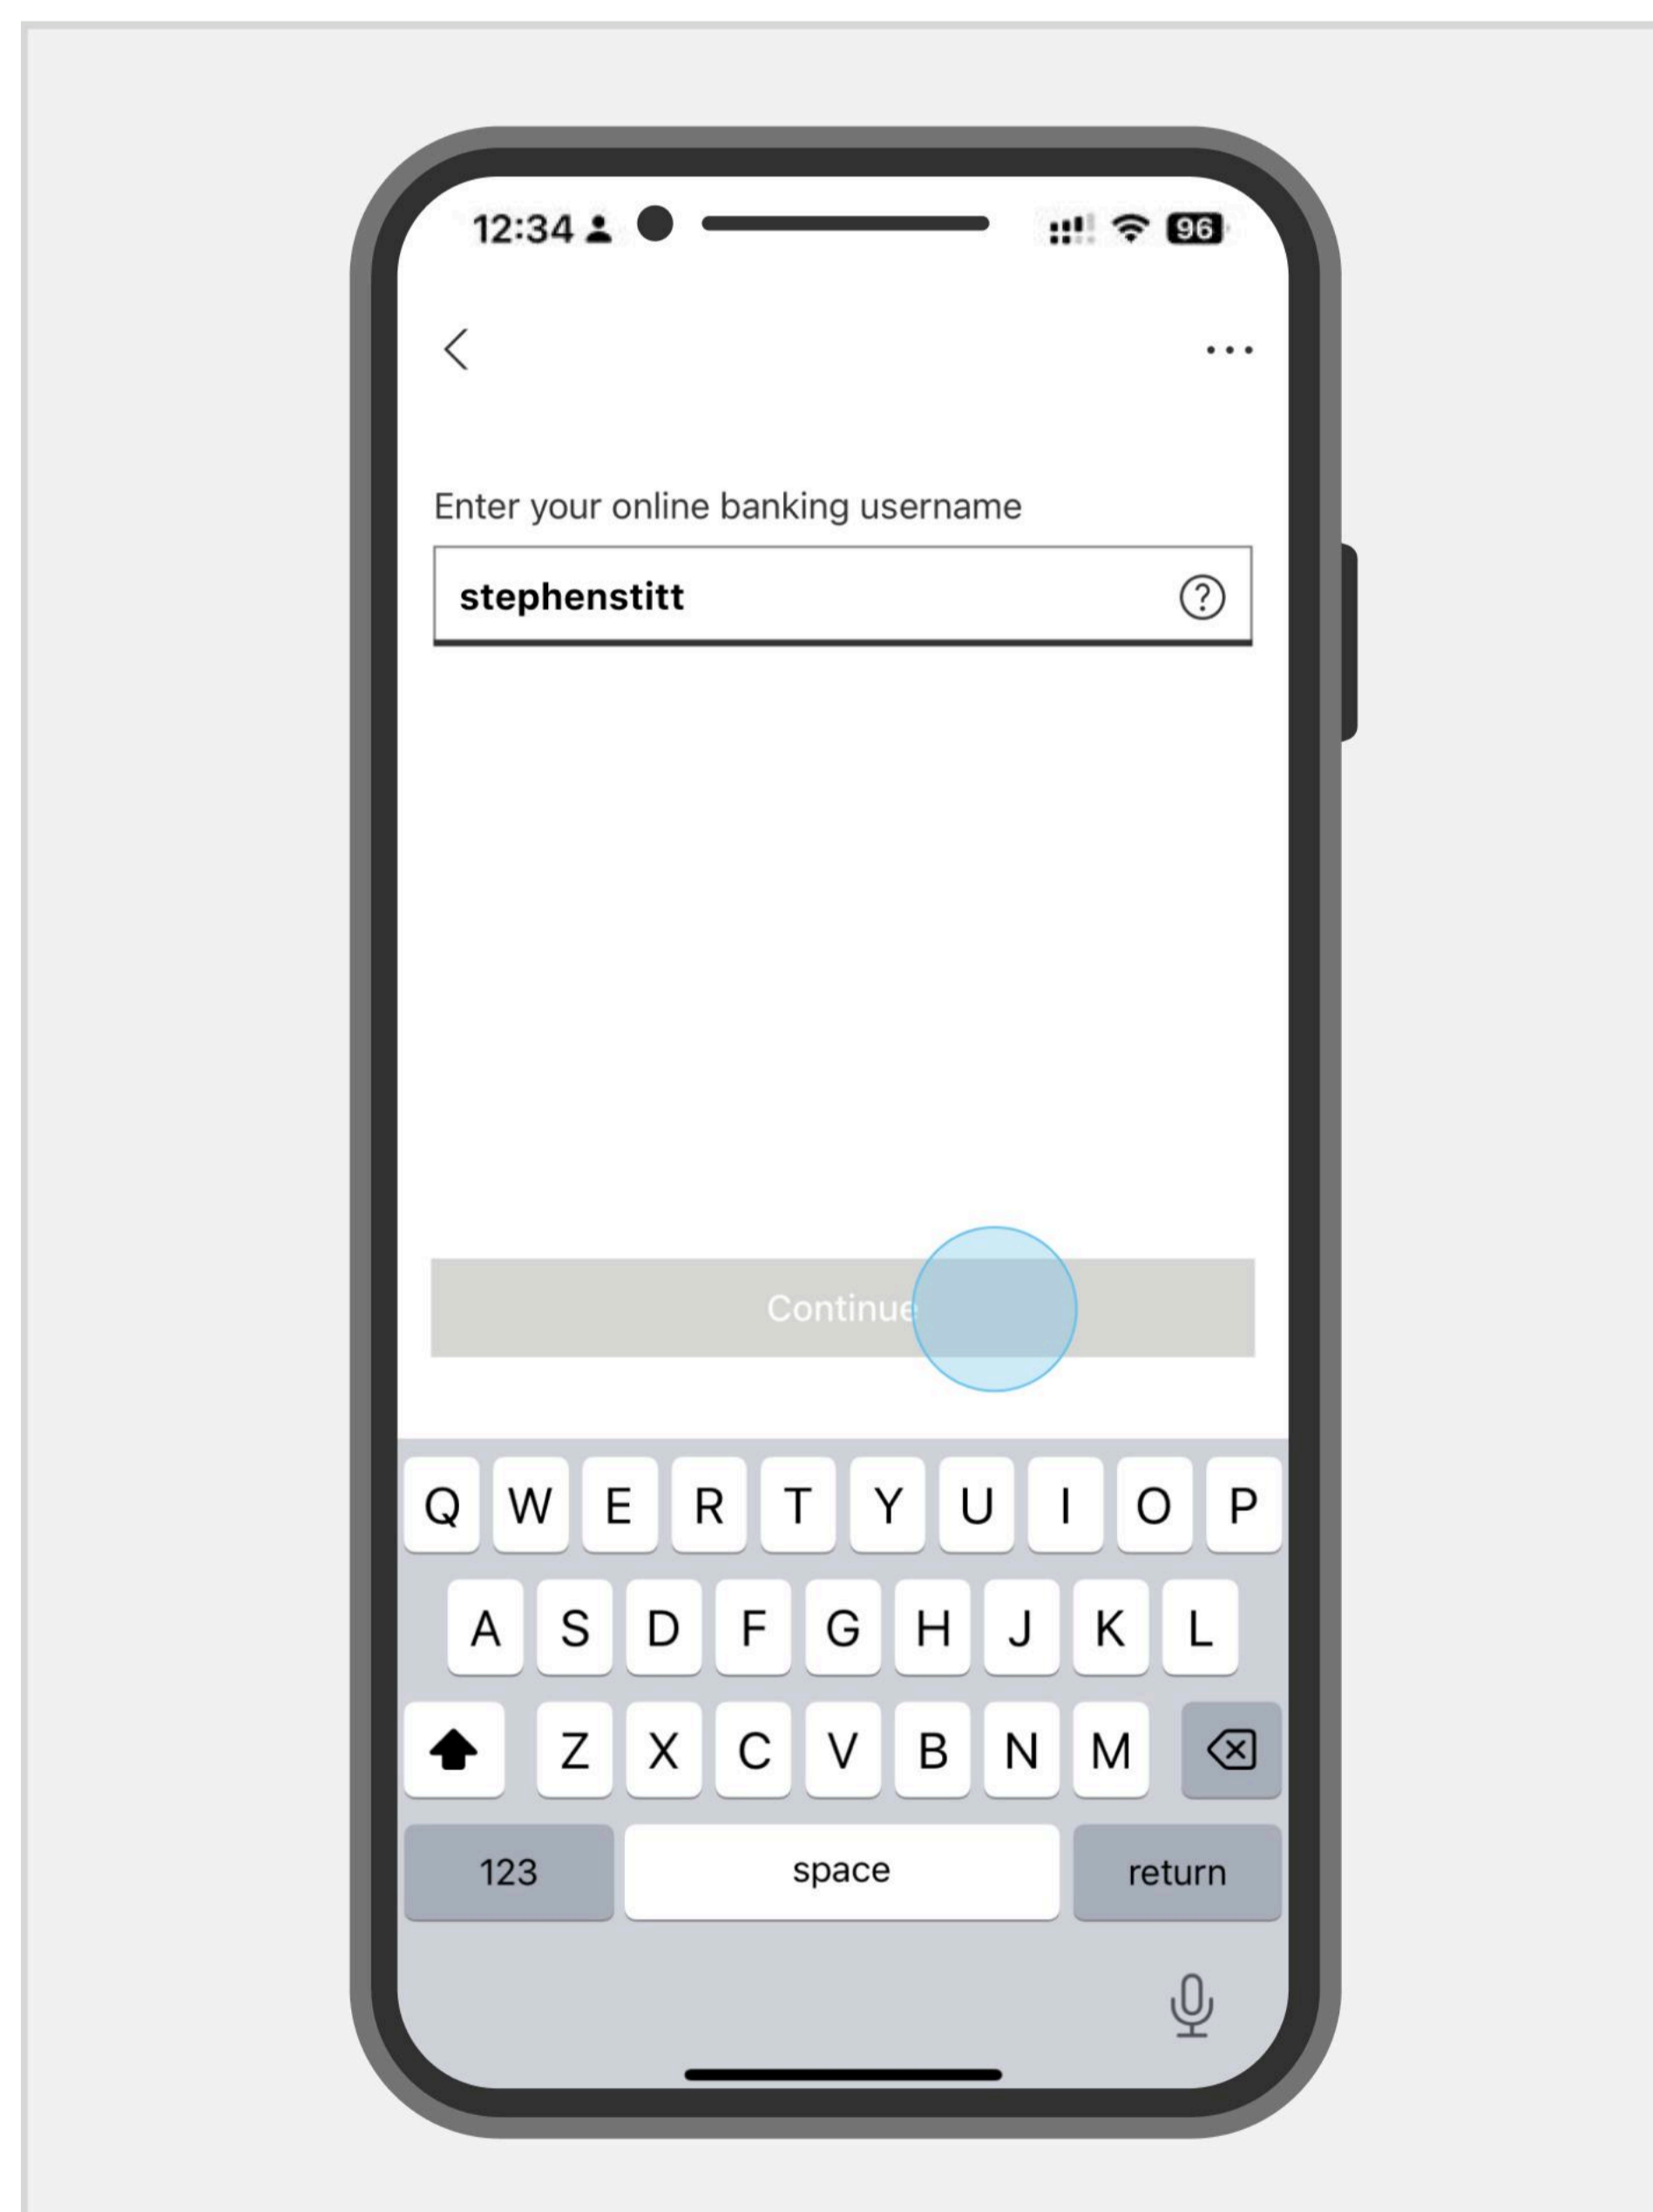 12:34 96
Enter your online banking username
stephenstitt ?
Continue
Q W E R T Y U I O P
A S D F G H J K L
Z X C V B N M
123 space return